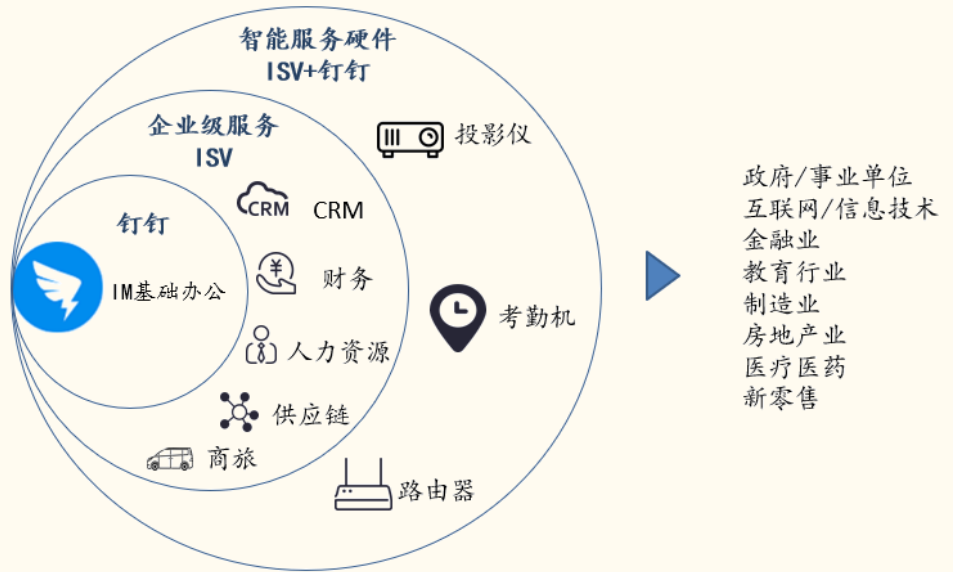 智能服务硬件
ISV+钉钉
企业级服务
ISV
投影仪
钉钉
CRM
CRM
IM基础办公
¥
财务
考勤机
人力资源
供应链
商旅
路由器
政府/事业单位
互联网/信息技术
金融业
教育行业
制造业
房地产业
医疗医药
新零售